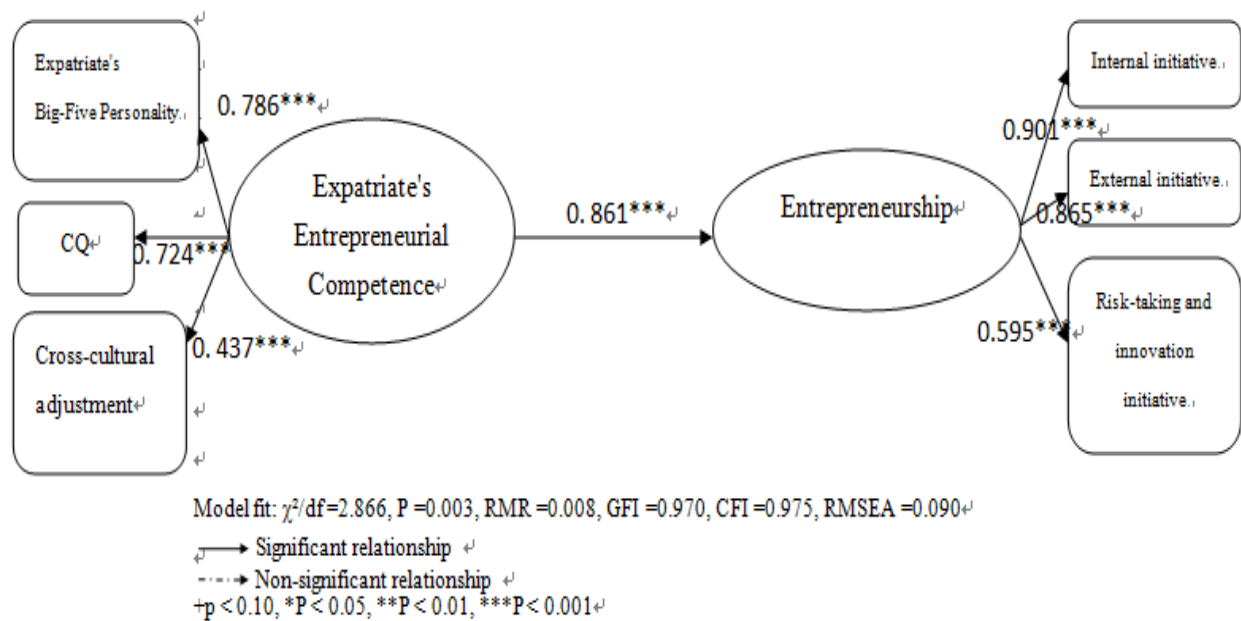 Expatriate's
Big-Five Personality.
0.786***
CQ
0.724***
Cross-cultural
adjustment
0.437***
Expatriate's
Entrepreneurial
Competence
0.861***
Entrepreneurship
Internal initiative.
0.901***
External initiative.
0.865***
Risk-taking and
innovation
initiative.
0.595***
Model fit: χ²/df =2.866, P =0.003, RMR =0.008, GFI =0.970, CFI =0.975, RMSEA =0.090
Significant relationship
Non-significant relationship
+p < 0.10, *P < 0.05, **P < 0.01, ***P < 0.001